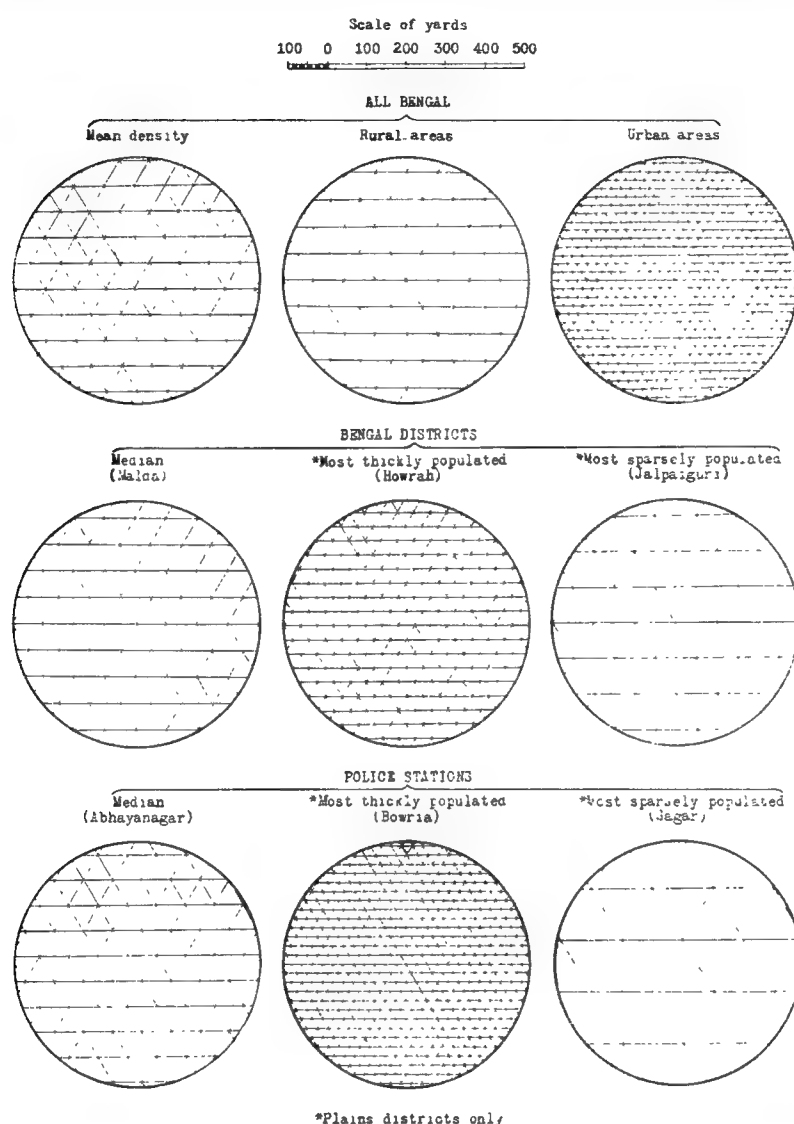 Scale of yards
100 0 100 200 300 400 500
ALL BENGAL
Mean density Rural areas Urban areas
BENGAL DISTRICTS
Median *Most thickly populated *Most sparsely populated
(Malda) (Howrah) (Jalpaiguri)
POLICE STATIONS
Median *Most thickly populated *Most sparsely populated
(Abhayanagar) (Bowria) (Sagar)
*Plains districts only